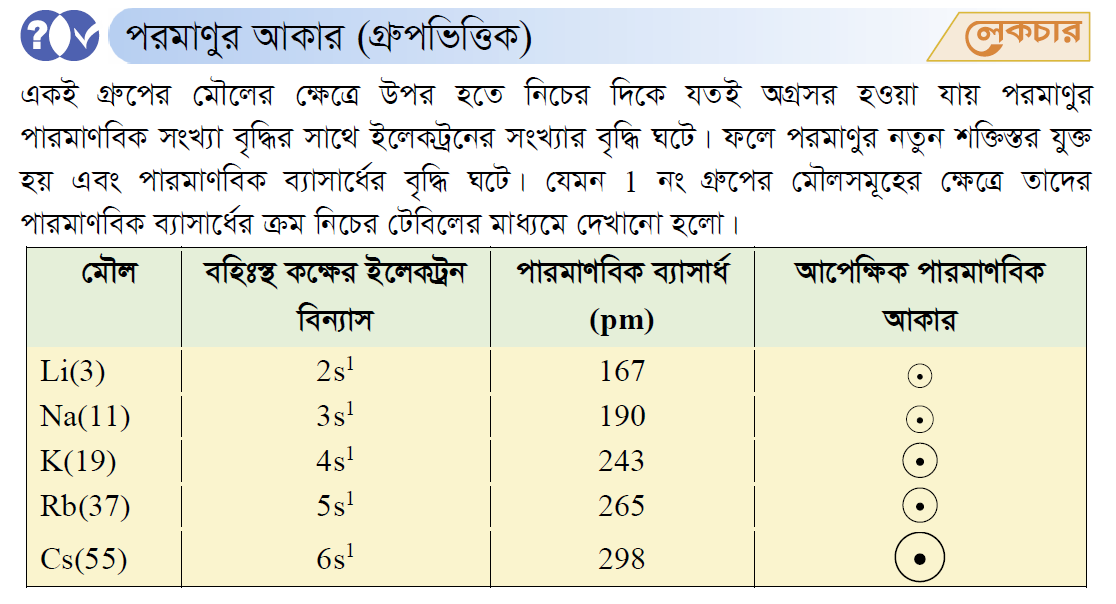 পরমাণুর আকার (গ্রুপভিত্তিক)
লেকচার
একই গ্রুপের মৌলের ক্ষেত্রে উপর হতে নিচের দিকে যতই অগ্রসর হওয়া যায় পরমাণুর
পারমাণবিক সংখ্যা বৃদ্ধির সাথে ইলেকট্রনের সংখ্যার বৃদ্ধি ঘটে। ফলে পরমাণুর নতুন শক্তিস্তর যুক্ত
হয় এবং পারমাণবিক ব্যাসার্ধের বৃদ্ধি ঘটে। যেমন 1 নং গ্রুপের মৌলসমূহের ক্ষেত্রে তাদের
পারমাণবিক ব্যাসার্ধের ক্রম নিচের টেবিলের মাধ্যমে দেখানো হলো।
মৌল বহিঃস্থ কক্ষের ইলেকট্রন পারমাণবিক ব্যাসার্ধ আপেক্ষিক পারমাণবিক
বিন্যাস (pm) আকার
Li(3) 2s¹ 167
Na(11) 3s¹ 190
K(19) 4s¹ 243
Rb(37) 5s¹ 265
Cs(55) 6s¹ 298